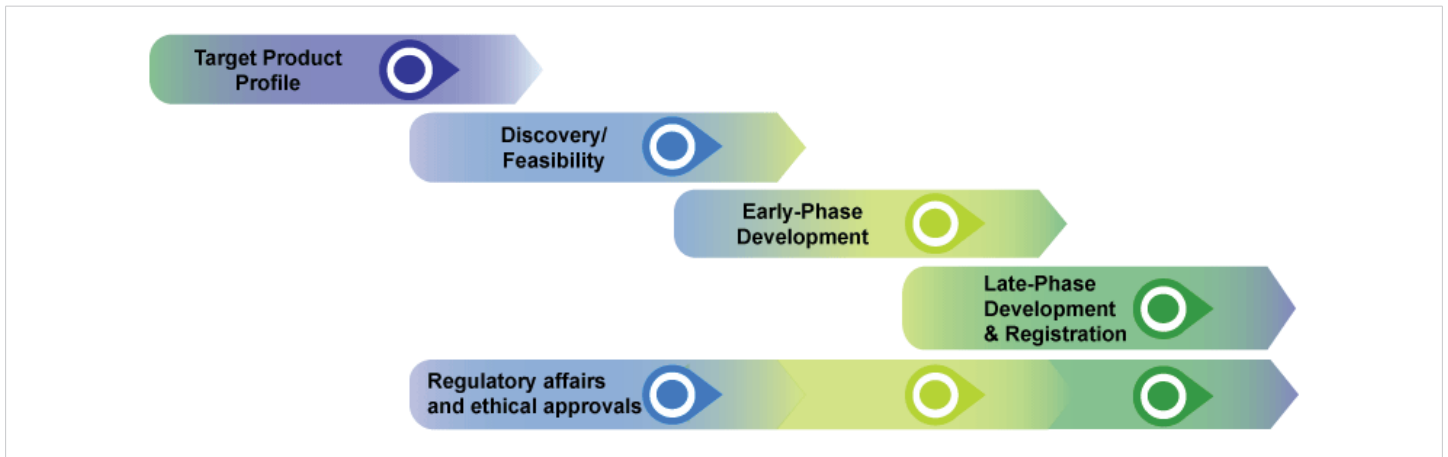 Target Product
Profile
Discovery/
Feasibility
Early-Phase
Development
Late-Phase
Development
& Registration
Regulatory affairs
and ethical approvals